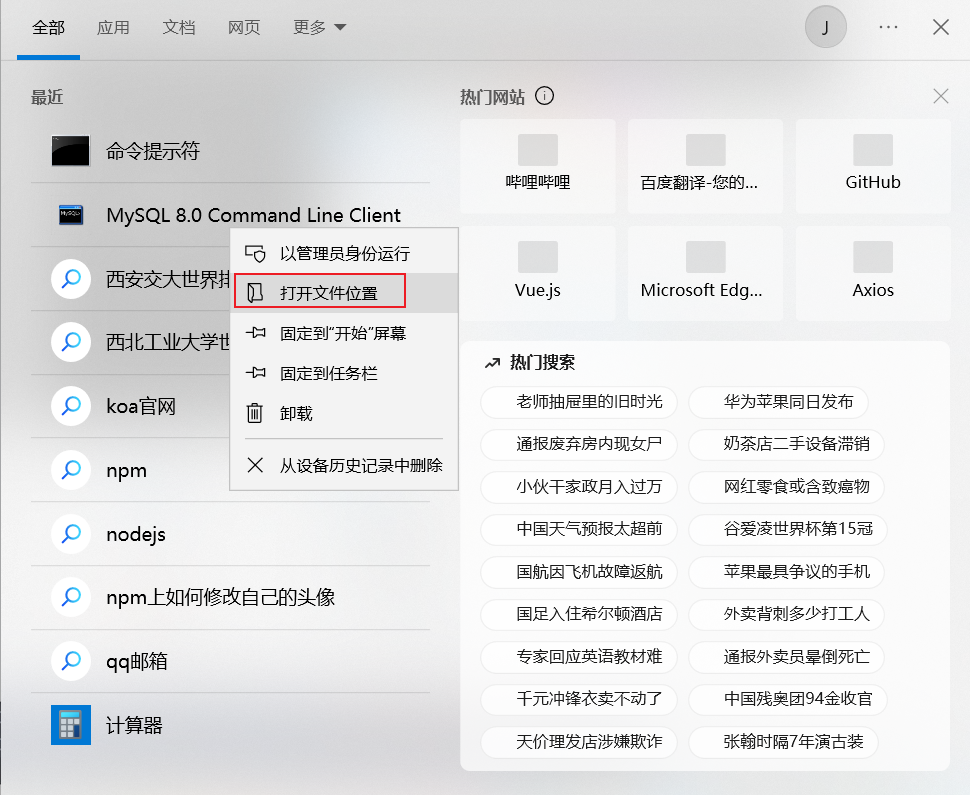 全部 应用 文档 网页 更多 J ...
最近
命令提示符
MySQL 8.0 Command Line Client
西安交大世界排
西北工业大学世
koa官网
npm
nodejs
npm上如何修改自己的头像
qq邮箱
计算器
以管理员身份运行
打开文件位置
固定到“开始”屏幕
固定到任务栏
卸载
从设备历史记录中删除
热门网站
哔哩哔哩 百度翻译-您的... GitHub
Vue.js Microsoft Edg... Axios
热门搜索
老师抽屉里的旧时光 华为苹果同日发布
通报废弃房内现女尸 奶茶店二手设备滞销
小伙干家政月入过万 网红零食或含致癌物
中国天气预报太超前 谷爱凌世界杯第15冠
国航因飞机故障返航 苹果最具争议的手机
国足入住希尔顿酒店 外卖背刺多少打工人
专家回应英语教材难 通报外卖员晕倒死亡
千元冲锋衣卖不动了 中国残奥团94金收官
天价理发店涉嫌欺诈 张翰时隔7年演古装